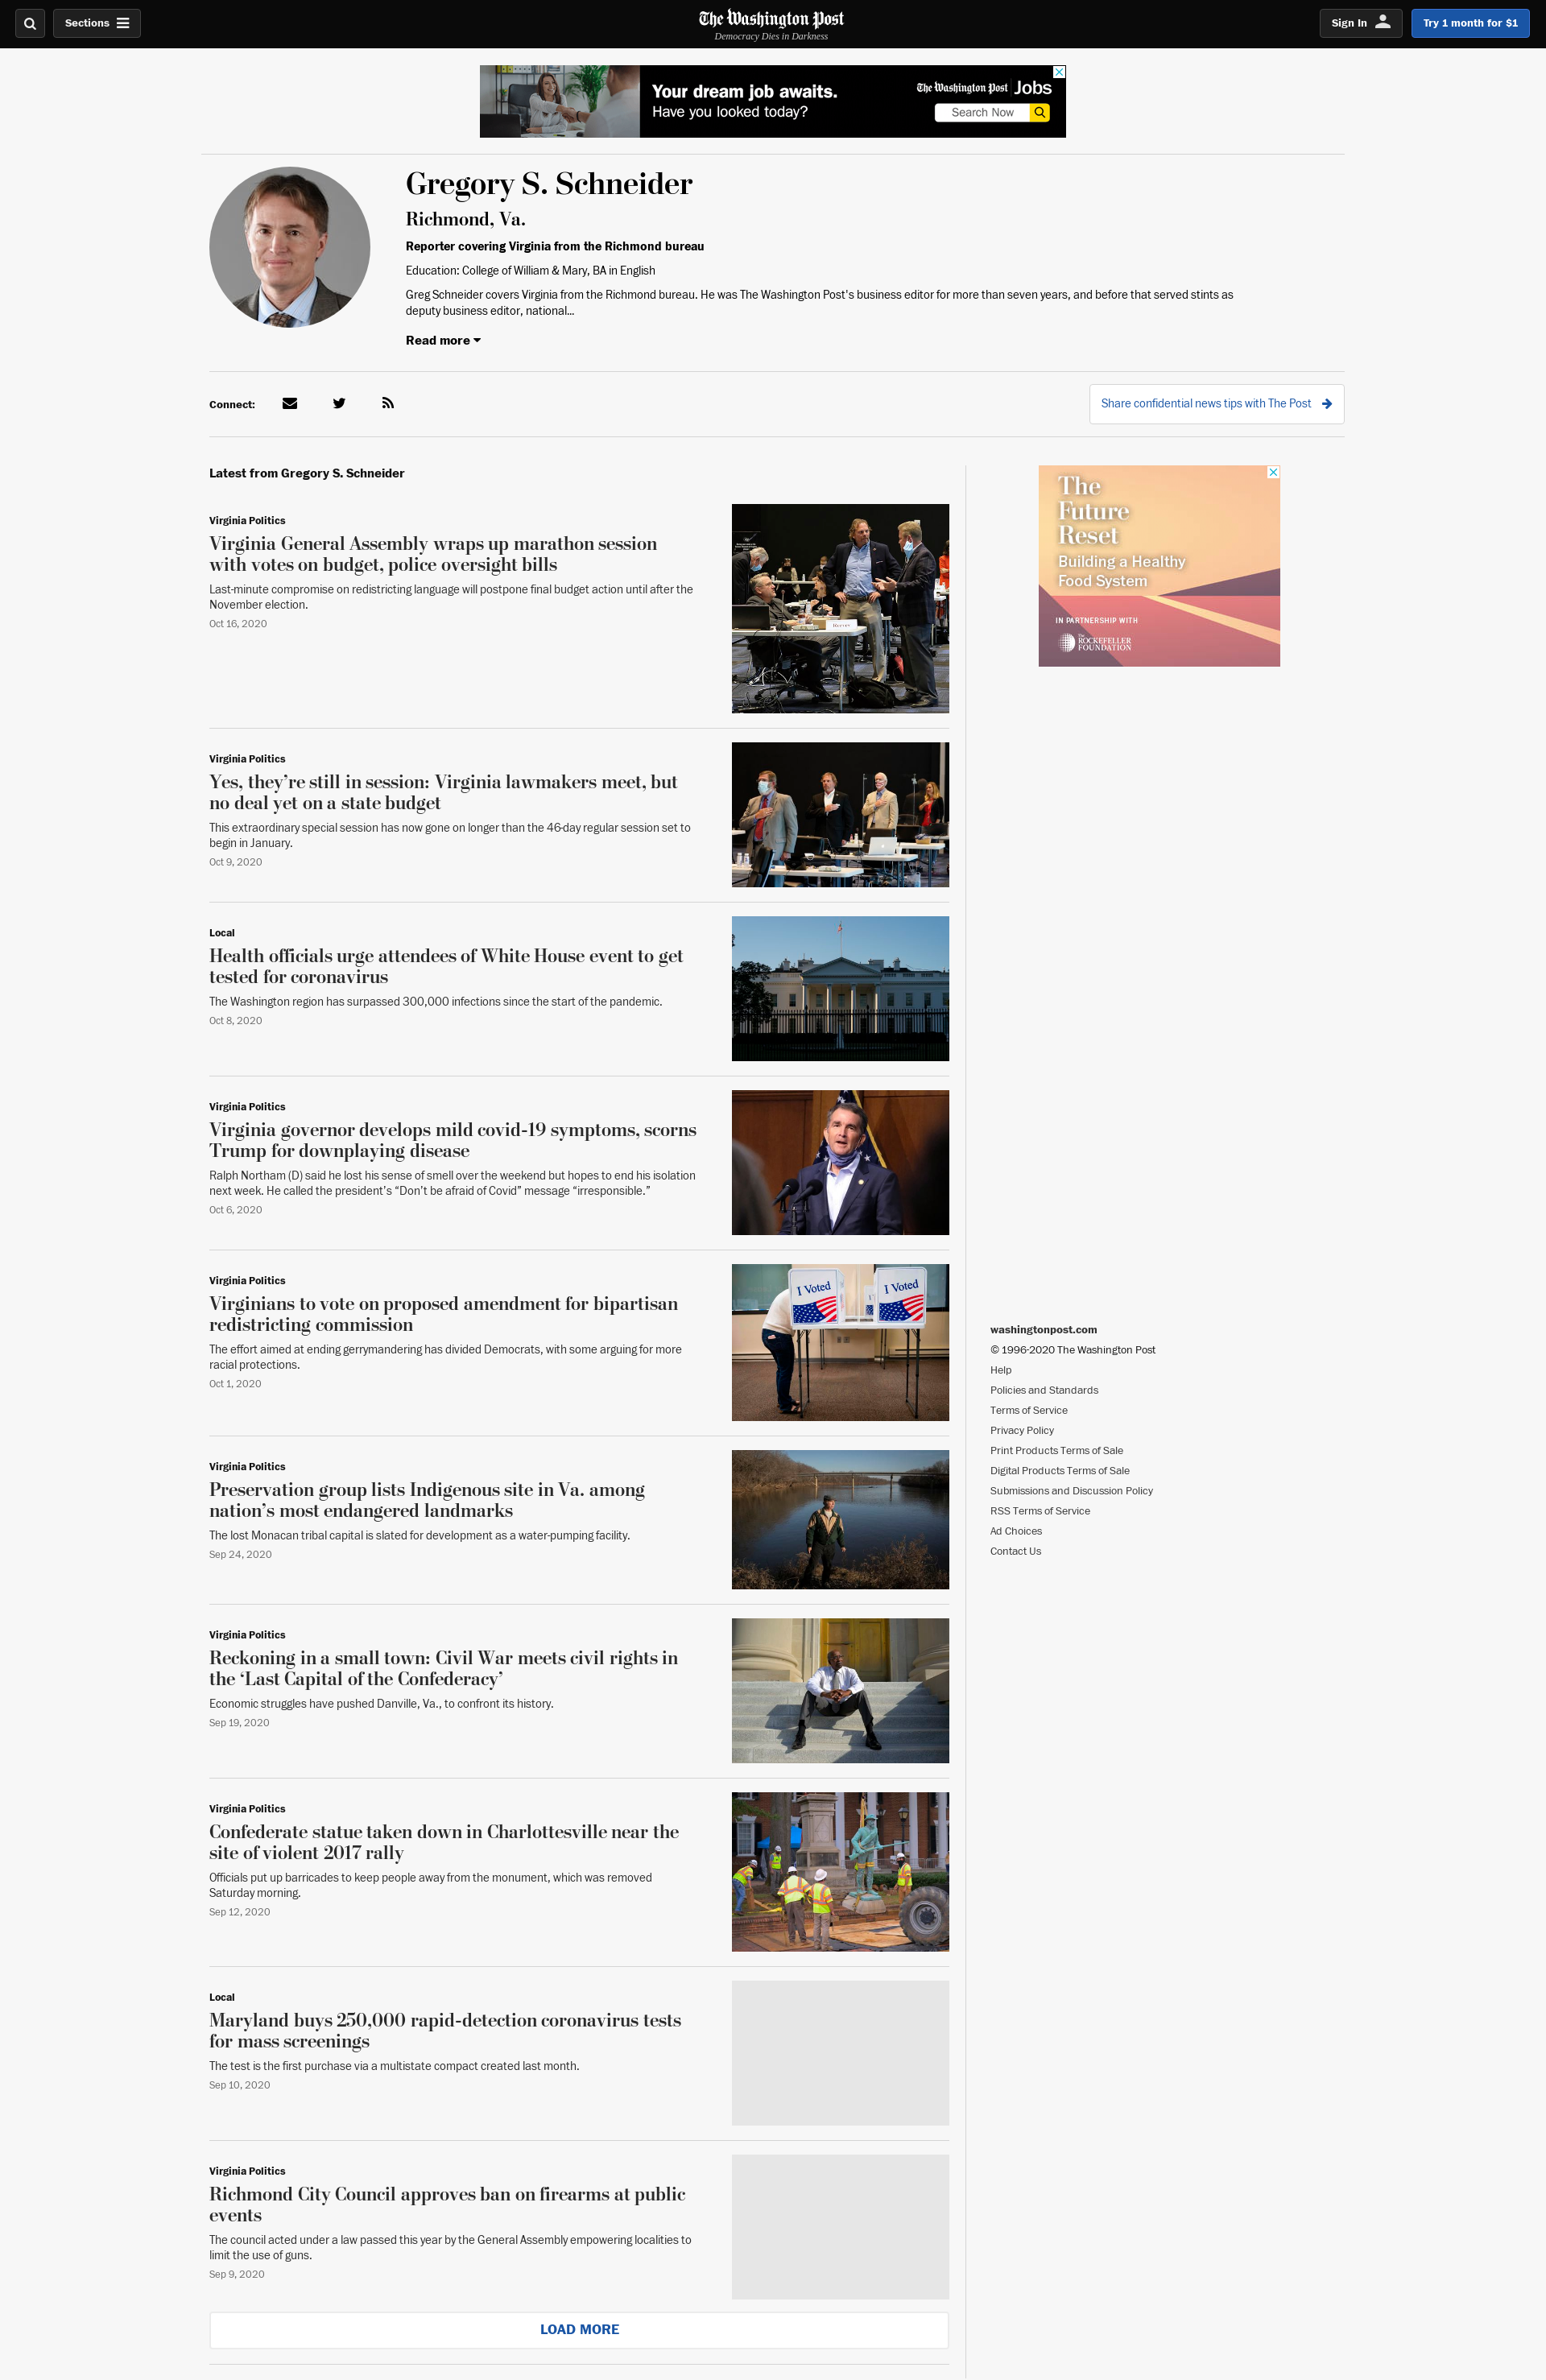 Sections
The Washington Post
Democracy Dies in Darkness
Sign In
Try 1 month for $1
Your dream job awaits.
Have you looked today?
The Washington Post Jobs
Search Now
Gregory S. Schneider
Richmond, Va.
Reporter covering Virginia from the Richmond bureau
Education: College of William & Mary, BA in English
Greg Schneider covers Virginia from the Richmond bureau. He was The Washington Post's business editor for more than seven years, and before that served stints as
deputy business editor, national...
Read more
Connect:
Share confidential news tips with The Post
Latest from Gregory S. Schneider
Virginia Politics
Virginia General Assembly wraps up marathon session
with votes on budget, police oversight bills
Last-minute compromise on redistricting language will postpone final budget action until after the
November election.
Oct 16, 2020
Virginia Politics
Yes, they’re still in session: Virginia lawmakers meet, but
no deal yet on a state budget
This extraordinary special session has now gone on longer than the 46-day regular session set to
begin in January.
Oct 9, 2020
Local
Health officials urge attendees of White House event to get
tested for coronavirus
The Washington region has surpassed 300,000 infections since the start of the pandemic.
Oct 8, 2020
Virginia Politics
Virginia governor develops mild covid-19 symptoms, scorns
Trump for downplaying disease
Ralph Northam (D) said he lost his sense of smell over the weekend but hopes to end his isolation
next week. He called the president’s “Don’t be afraid of Covid” message “irresponsible.”
Oct 6, 2020
Virginia Politics
Virginians to vote on proposed amendment for bipartisan
redistricting commission
The effort aimed at ending gerrymandering has divided Democrats, with some arguing for more
racial protections.
Oct 1, 2020
I Voted
I Voted
Virginia Politics
Preservation group lists Indigenous site in Va. among
nation’s most endangered landmarks
The lost Monacan tribal capital is slated for development as a water-pumping facility.
Sep 24, 2020
Virginia Politics
Reckoning in a small town: Civil War meets civil rights in
the ‘Last Capital of the Confederacy’
Economic struggles have pushed Danville, Va., to confront its history.
Sep 19, 2020
Virginia Politics
Confederate statue taken down in Charlottesville near the
site of violent 2017 rally
Officials put up barricades to keep people away from the monument, which was removed
Saturday morning.
Sep 12, 2020
Local
Maryland buys 250,000 rapid-detection coronavirus tests
for mass screenings
The test is the first purchase via a multistate compact created last month.
Sep 10, 2020
Virginia Politics
Richmond City Council approves ban on firearms at public
events
The council acted under a law passed this year by the General Assembly empowering localities to
limit the use of guns.
Sep 9, 2020
LOAD MORE
The
Future
Reset
Building a Healthy
Food System
IN PARTNERSHIP WITH
The
ROCKEFELLER
FOUNDATION
washingtonpost.com
© 1996-2020 The Washington Post
Help
Policies and Standards
Terms of Service
Privacy Policy
Print Products Terms of Sale
Digital Products Terms of Sale
Submissions and Discussion Policy
RSS Terms of Service
Ad Choices
Contact Us